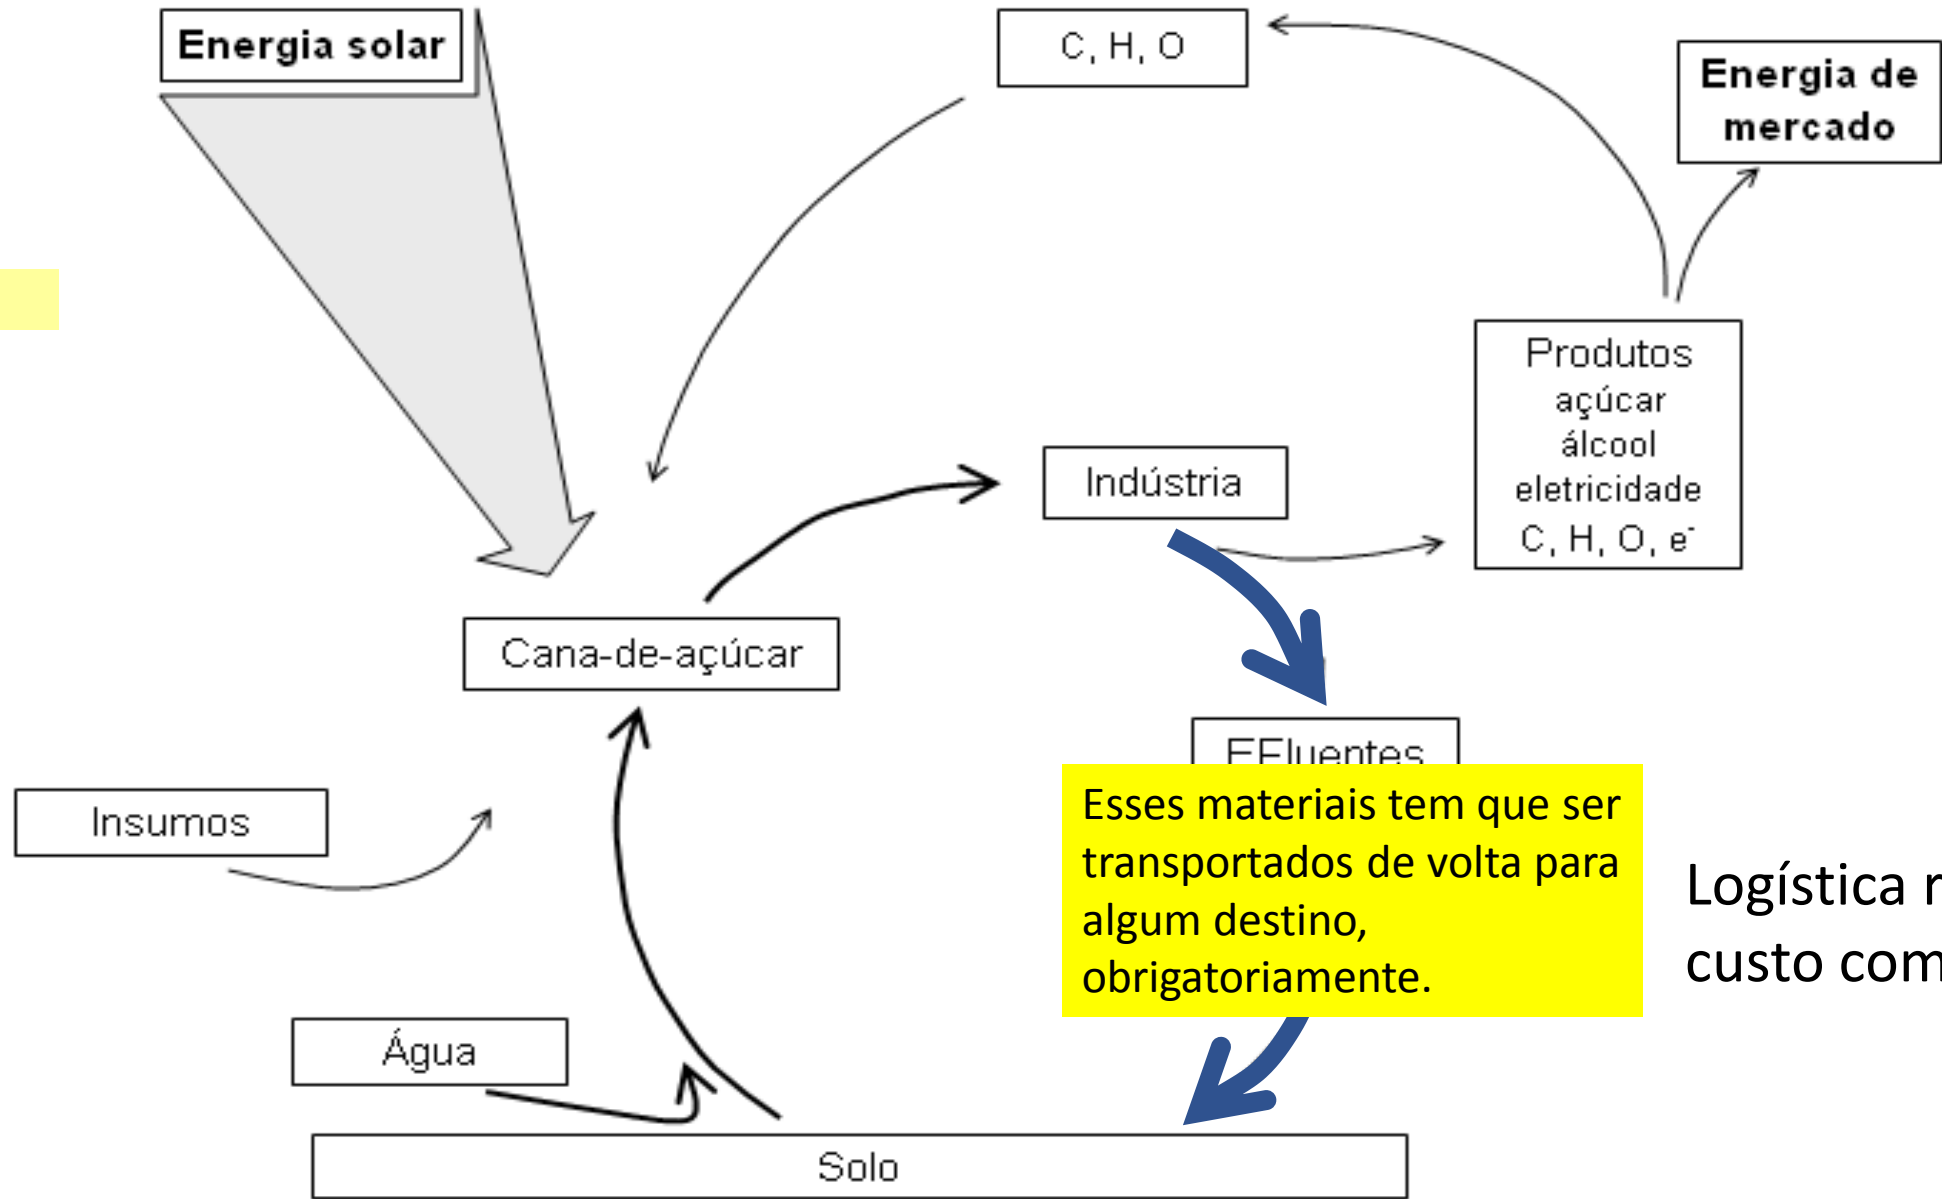 Energia solar
C, H, O
Energia de
mercado
Produtos
açúcar
álcool
eletricidade
C, H, O, e⁻
Indústria
Cana-de-açúcar
EFluentes
Insumos
Esses materiais tem que ser
transportados de volta para
algum destino,
obrigatoriamente.
Logística
custo
Água
Solo